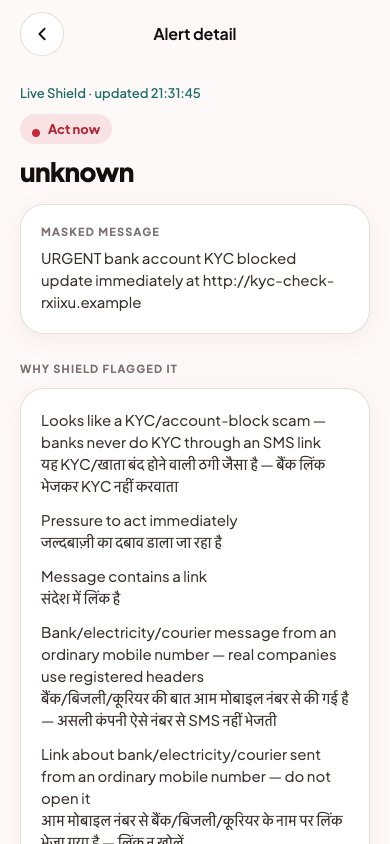 Alert detail
Live Shield · updated 21:31:45
Act now
unknown
MASKED MESSAGE
URGENT bank account KYC blocked
update immediately at http://kyc-check-
rxiixu.example
WHY SHIELD FLAGGED IT
Looks like a KYC/account-block scam —
banks never do KYC through an SMS link
यह KYC/खाता बंद होने वाली ठगी जैसा है — बैंक लिंक
भेजकर KYC नहीं करवाता
Pressure to act immediately
जल्दबाज़ी का दबाव डाला जा रहा है
Message contains a link
संदेश में लिंक है
Bank/electricity/courier message from an
ordinary mobile number — real companies
use registered headers
बैंक/बिजली/कूरियर की बात आम मोबाइल नंबर से की गई है
— असली कंपनी ऐसे नंबर से SMS नहीं भेजती
Link about bank/electricity/courier sent
from an ordinary mobile number — do not
open it
आम मोबाइल नंबर से बैंक/बिजली/कूरियर के नाम पर लिंक
भेजा गया है — लिंक न खोलें